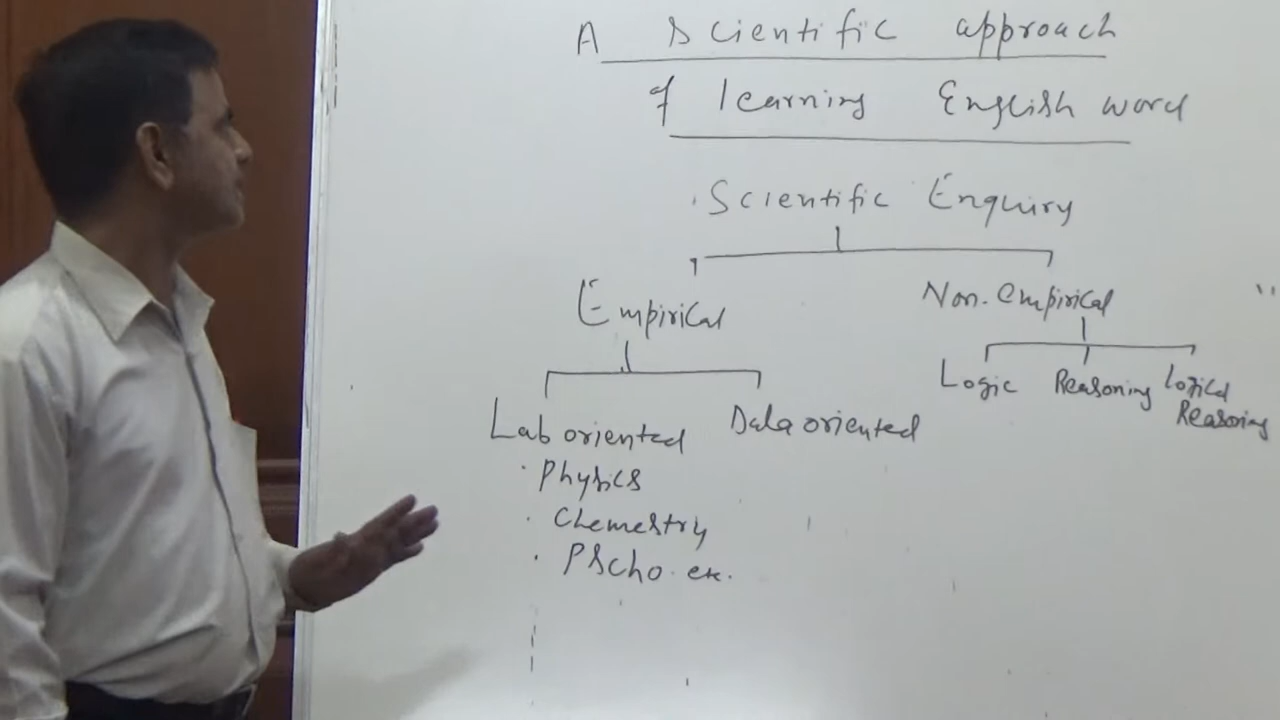 A Scientific approach
of learning English word
Scientific Enquiry
Empirical
Non-empirical
Logic
Reasoning
Logical
Reasoning
Lab oriented
Data oriented
Physics
Chemestry
PScho. etc.